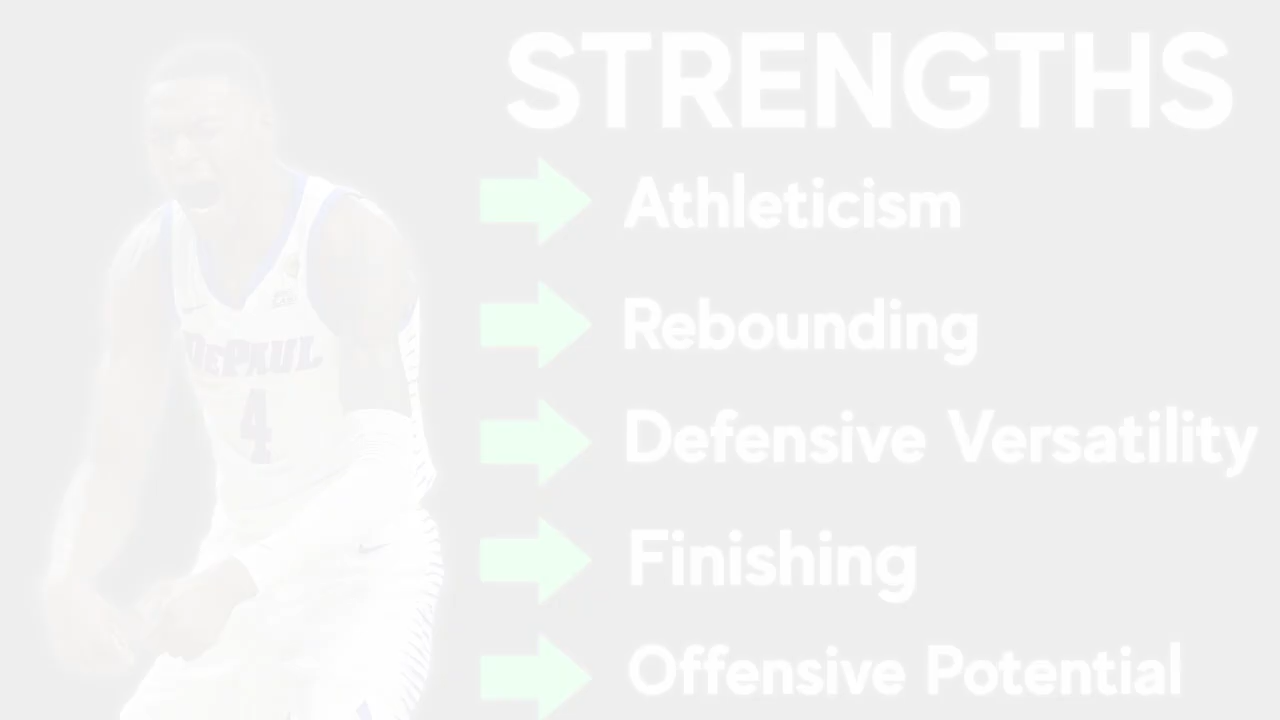 STRENGTHS
Athleticism
Rebounding
Defensive Versatility
Finishing
Offensive Potential
DEPAUL
4